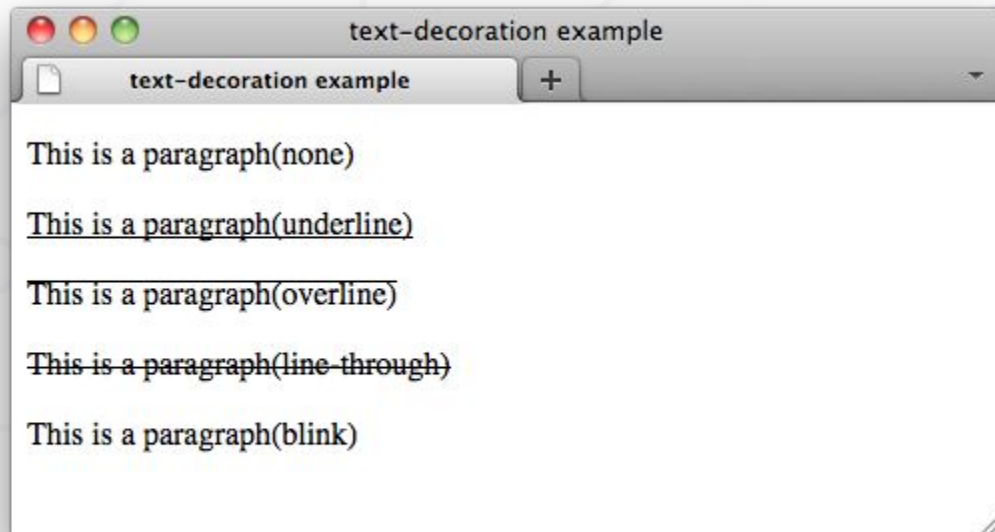 text-decoration example
text-decoration example
This is a paragraph(none)
This is a paragraph(underline)
This is a paragraph(overline)
This is a paragraph(line-through)
This is a paragraph(blink)